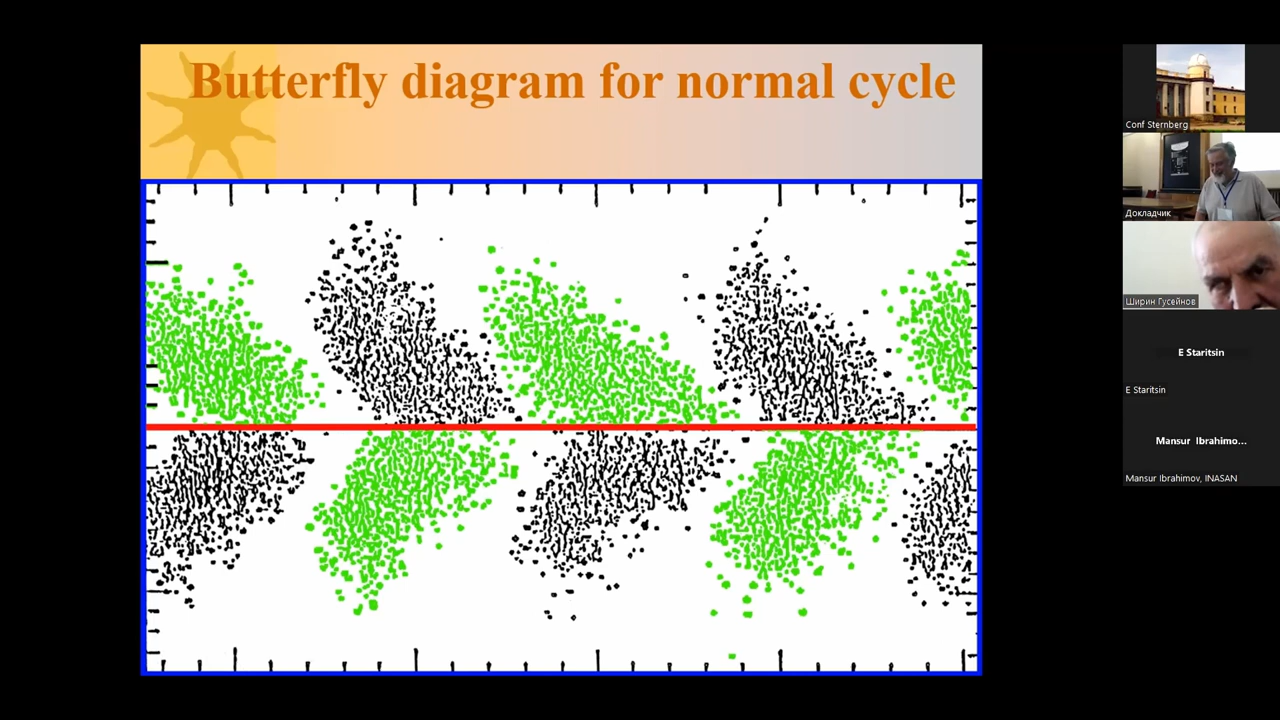 Butterfly diagram for normal cycle
Conf Sternberg
Докладчик
Ширин Гусейнов
E Staritsin
E Staritsin
Mansur Ibrahimo...
Mansur Ibrahimov, INASAN